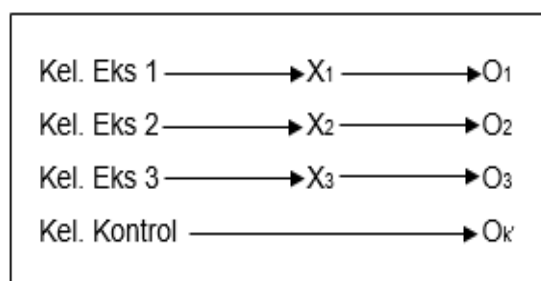 Kel. Eks 1 X1 O1
Kel. Eks 2 X2 O2
Kel. Eks 3 X3 O3
Kel. Kontrol Ok'